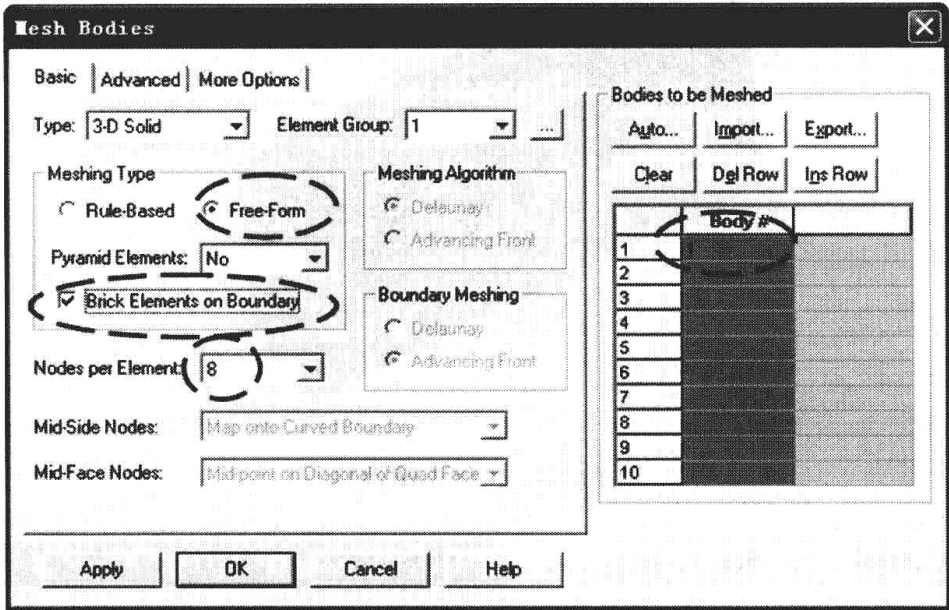 Mesh Bodies
Basic Advanced More Options
Type: 3-D Solid Element Group: 1 ...
Meshing Type
Rule-Based Free-Form
Pyramid Elements: No
Brick Elements on Boundary
Nodes per Element: 8
Mid-Side Nodes: Map onto Curved Boundary
Mid-Face Nodes: Midpoint on Diagonal of Quad Face
Meshing Algorithm
Delaunay
Advancing Front
Boundary Meshing
Delaunay
Advancing Front
Bodies to be Meshed
Auto... Import... Export...
Clear Del Row Ins Row
Body #
1 1
2
3
4
5
6
7
8
9
10
Apply OK Cancel Help